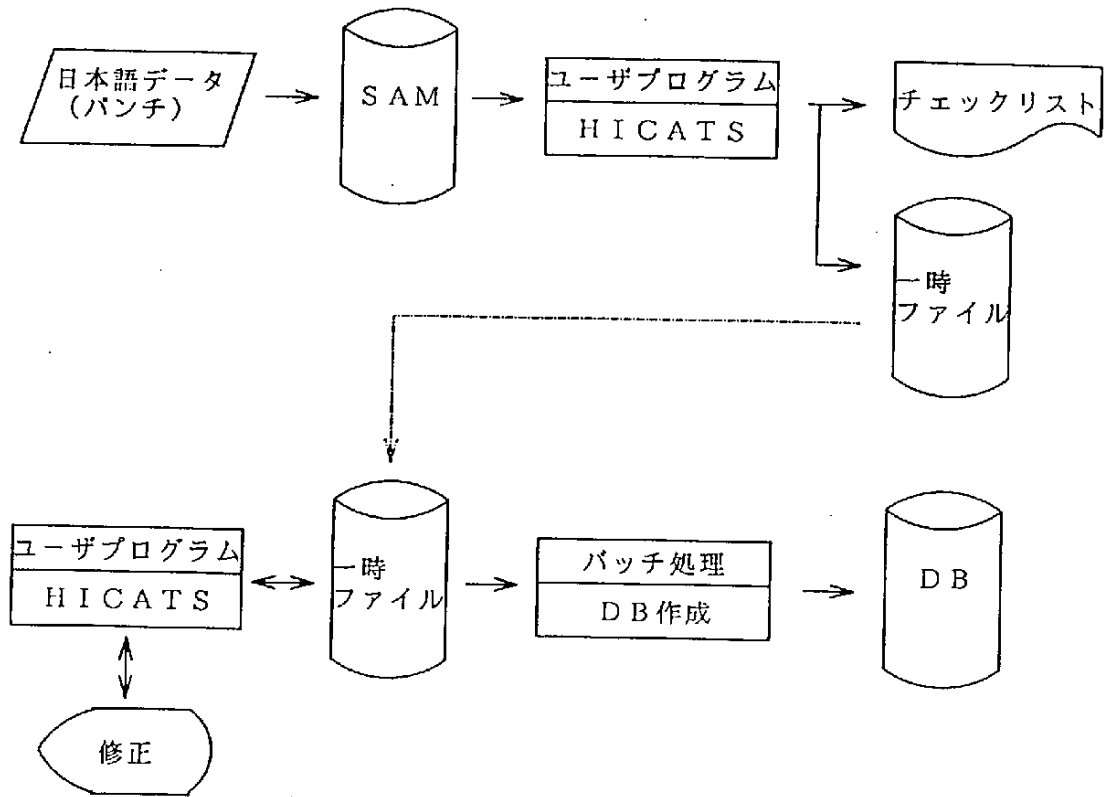 日本語データ
(パンチ)
SAM
ユーザプログラム
HICATS
チェックリスト
一時
ファイル
ユーザプログラム
HICATS
一時
ファイル
バッチ処理
DB作成
DB
修正